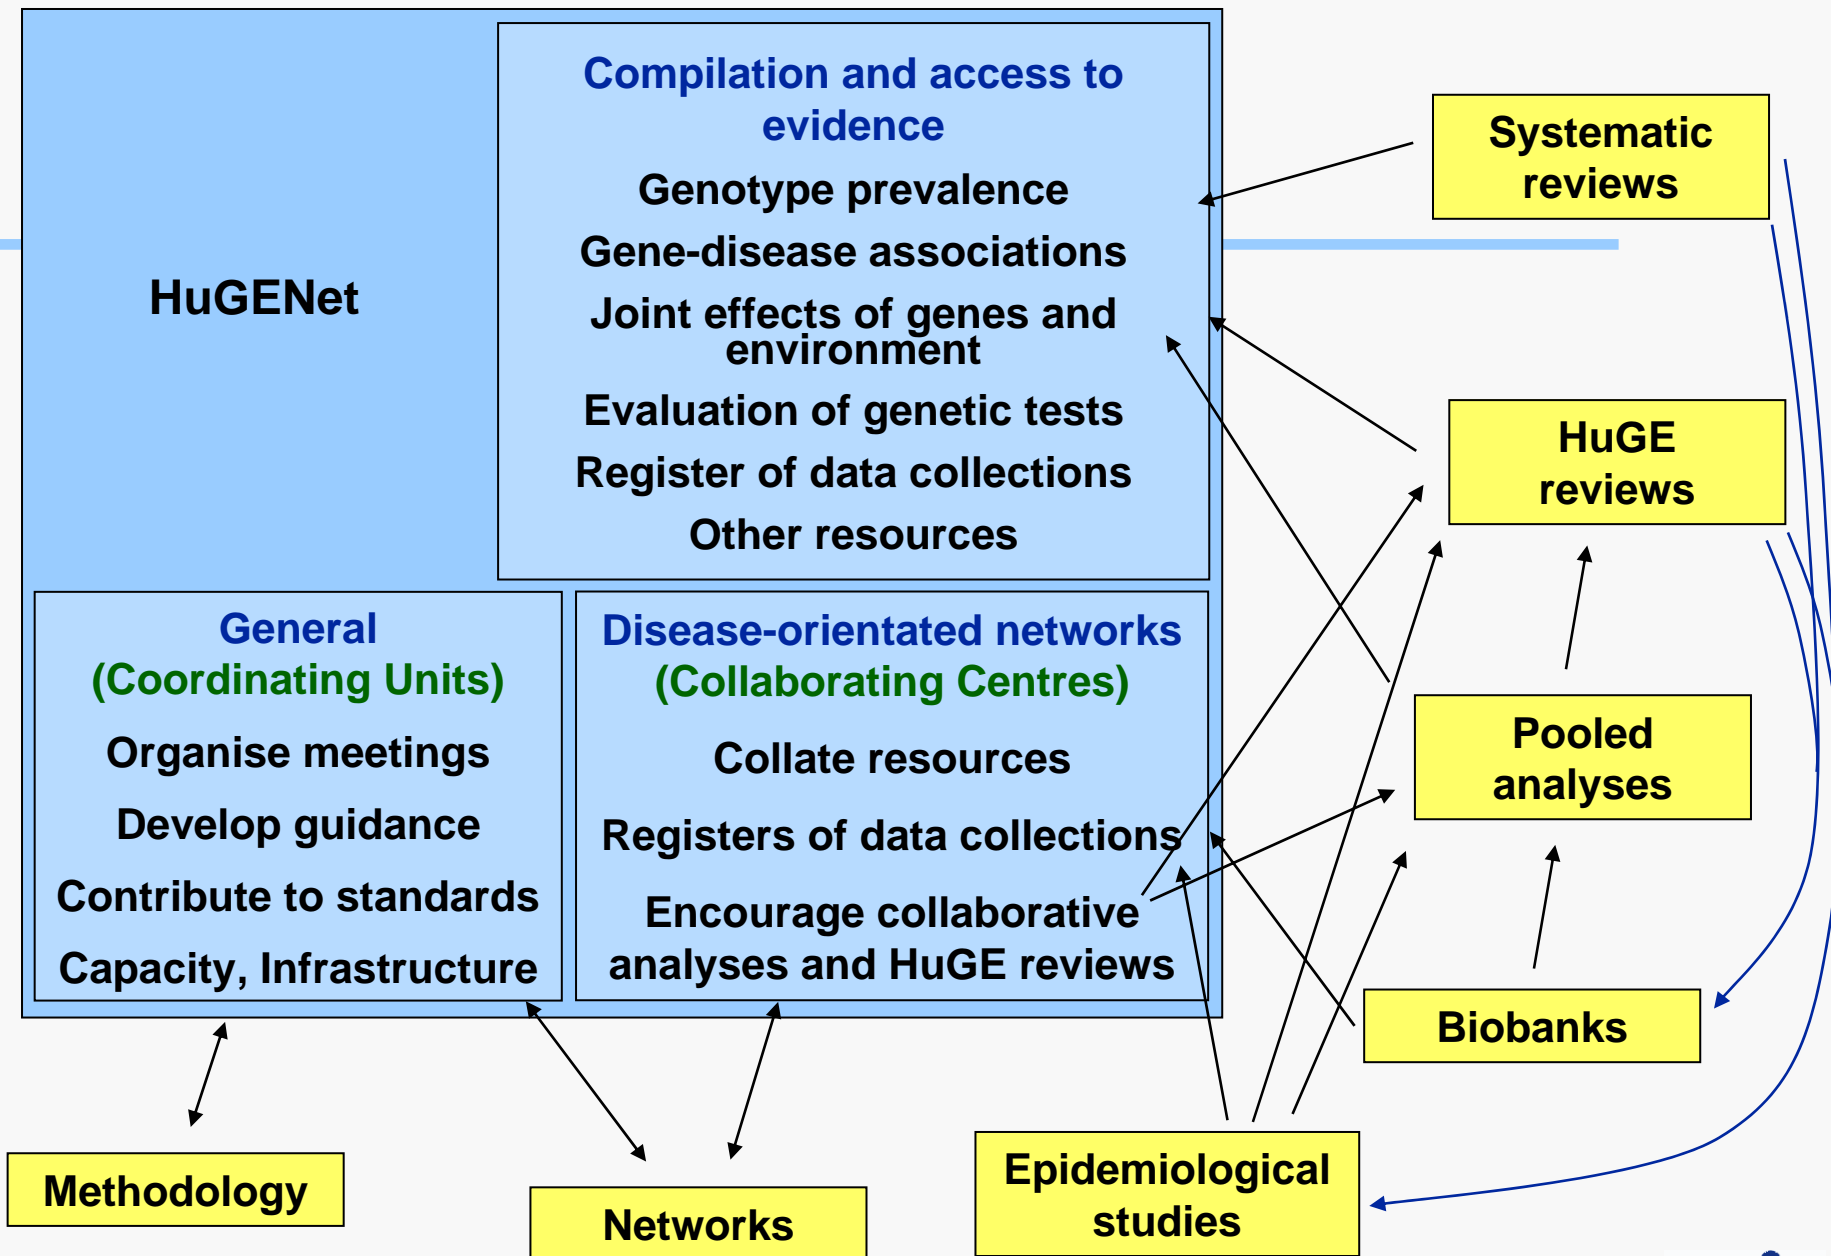 Compilation and access to
evidence
Genotype prevalence
Gene-disease associations
Joint effects of genes and
environment
Evaluation of genetic tests
Register of data collections
Other resources
HuGENet
General
(Coordinating Units)
Organise meetings
Develop guidance
Contribute to standards
Capacity, Infrastructure
Disease-orientated networks
(Collaborating Centres)
Collate resources
Registers of data collections
Encourage collaborative
analyses and HuGE reviews
Systematic
reviews
HuGE
reviews
Pooled
analyses
Biobanks
Epidemiological
studies
Networks
Methodology